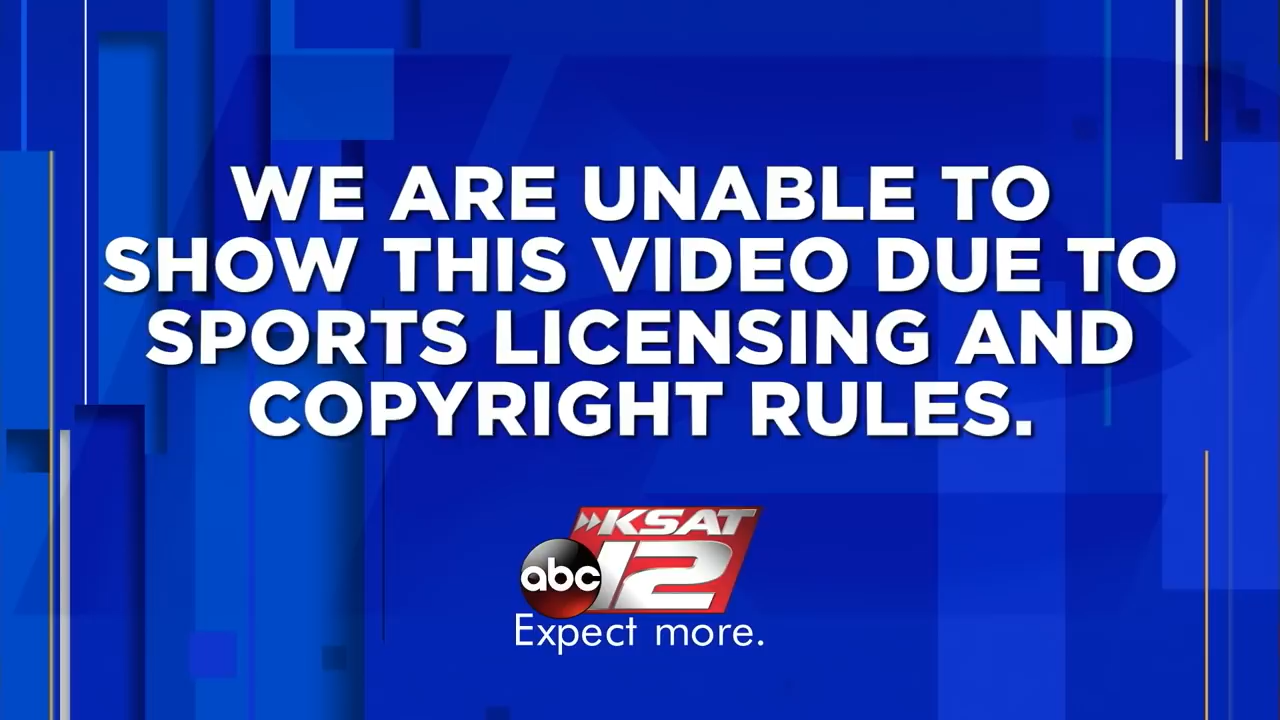 WE ARE UNABLE TO
SHOW THIS VIDEO DUE TO
SPORTS LICENSING AND
COPYRIGHT RULES.
KSAT
abc 12
Expect more.